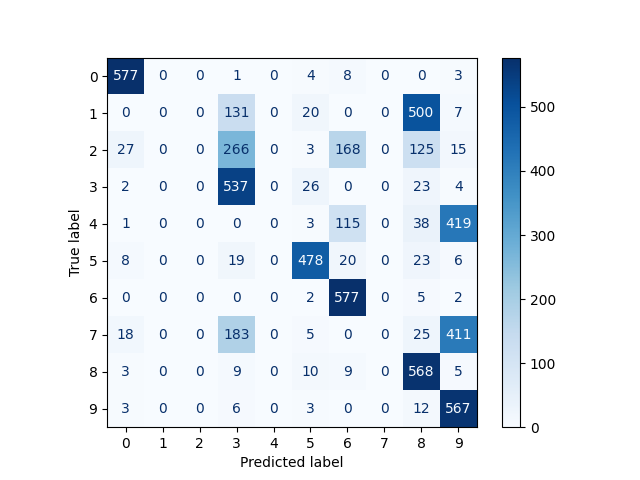 0 577 0 0 1 0 4 8 0 0 3
1 0 0 0 131 0 20 0 0 500 7
2 27 0 0 266 0 3 168 0 125 15
3 2 0 0 537 0 26 0 0 23 4
4 1 0 0 0 0 3 115 0 38 419
5 8 0 0 19 0 478 20 0 23 6
6 0 0 0 0 0 2 577 0 5 2
7 18 0 0 183 0 5 0 0 25 411
8 3 0 0 9 0 10 9 0 568 5
9 3 0 0 6 0 3 0 0 12 567
0 1 2 3 4 5 6 7 8 9
Predicted label
True label
500
400
300
200
100
0